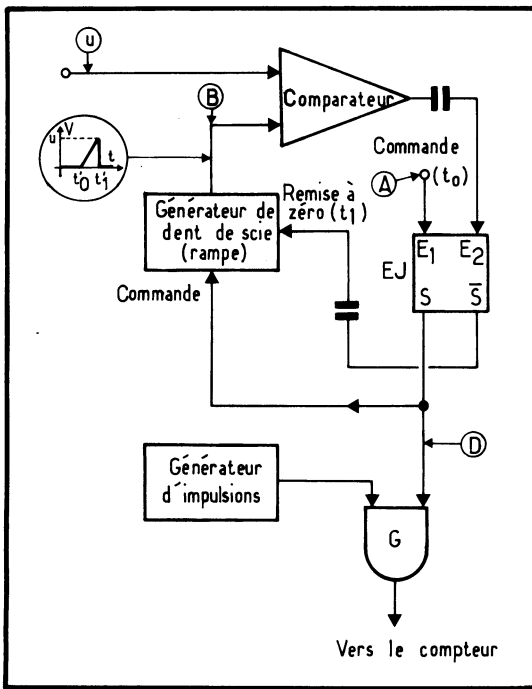 u
B
Comparateur
V
u
t
t'0 t'1
Commande
A
(t0)
Générateur de
dent de scie
(rampe)
Remise à
zéro (t1)
E1 E2
EJ
S S̅
Commande
D
Générateur
d'impulsions
G
Vers le compteur